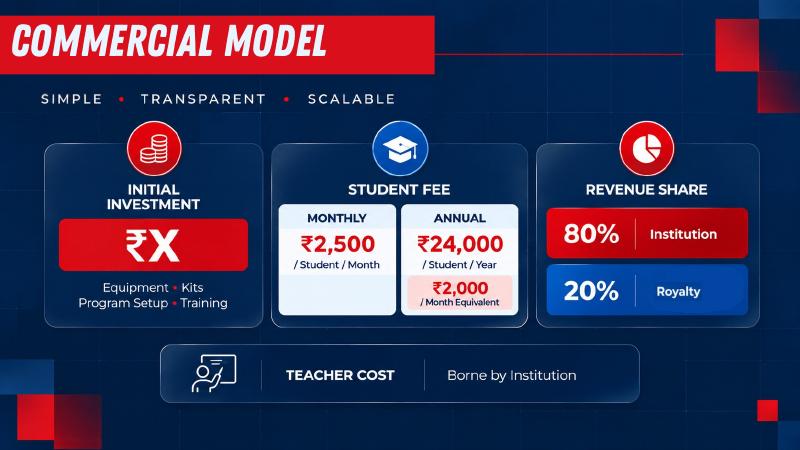 COMMERCIAL MODEL
SIMPLE • TRANSPARENT • SCALABLE
INITIAL
INVESTMENT
₹X
Equipment • Kits
Program Setup • Training
STUDENT FEE
MONTHLY
₹2,500
/ Student / Month
ANNUAL
₹24,000
/ Student / Year
₹2,000
/ Month Equivalent
REVENUE SHARE
80% Institution
20% Royalty
TEACHER COST
Borne by Institution